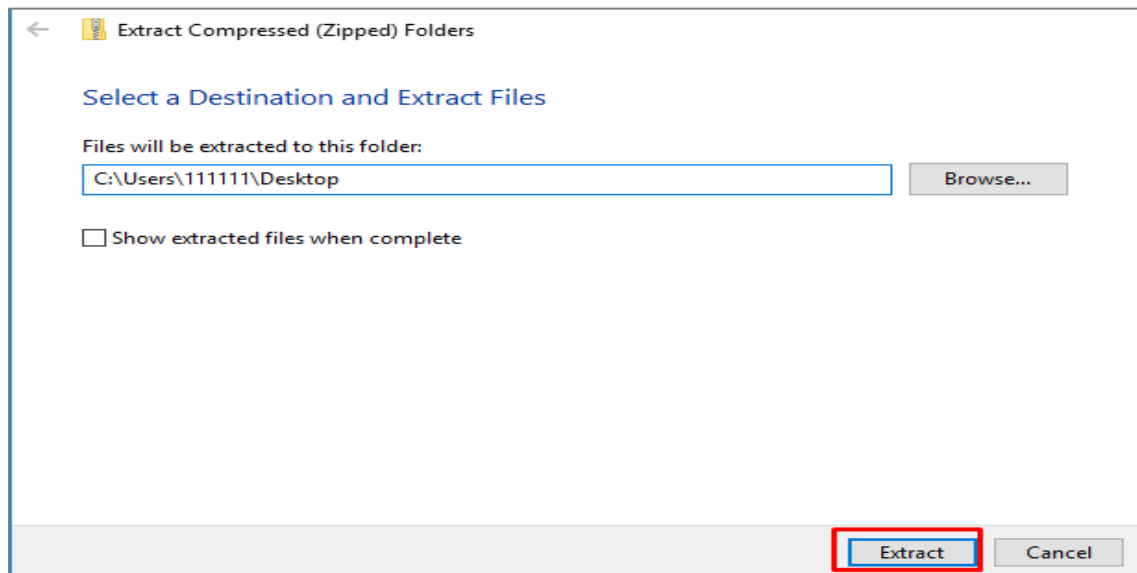 Extract Compressed (Zipped) Folders
Select a Destination and Extract Files
Files will be extracted to this folder:
C:\Users\111111\Desktop
Browse...
Show extracted files when complete
Extract
Cancel